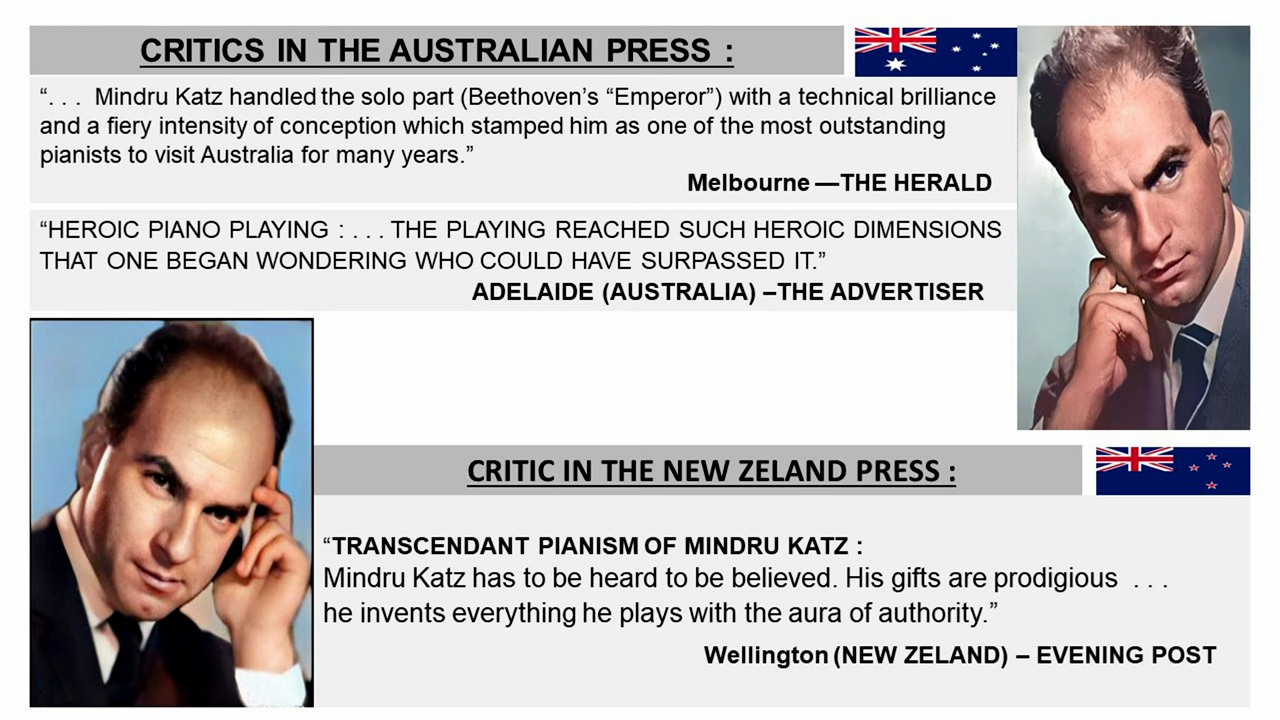 CRITICS IN THE AUSTRALIAN PRESS :
“. . . Mindru Katz handled the solo part (Beethoven’s “Emperor”) with a technical brilliance
and a fiery intensity of conception which stamped him as one of the most outstanding
pianists to visit Australia for many years.”
Melbourne —THE HERALD
“HEROIC PIANO PLAYING : . . . THE PLAYING REACHED SUCH HEROIC DIMENSIONS
THAT ONE BEGAN WONDERING WHO COULD HAVE SURPASSED IT.”
ADELAIDE (AUSTRALIA) –THE ADVERTISER
CRITIC IN THE NEW ZELAND PRESS :
“TRANSCENDANT PIANISM OF MINDRU KATZ :
Mindru Katz has to be heard to be believed. His gifts are prodigious . . .
he invents everything he plays with the aura of authority.”
Wellington (NEW ZELAND) – EVENING POST